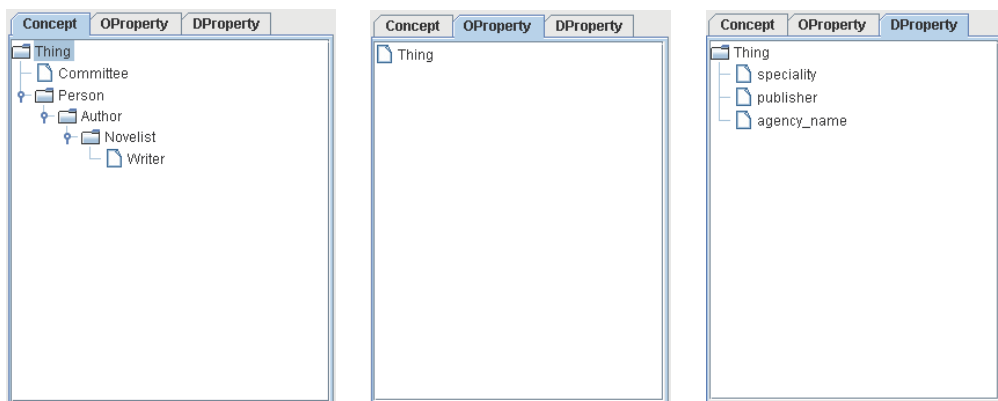 Concept OProperty DProperty
Thing
Committee
Person
Author
Novelist
Writer
Concept OProperty DProperty
Thing
Concept OProperty DProperty
Thing
speciality
publisher
agency_name